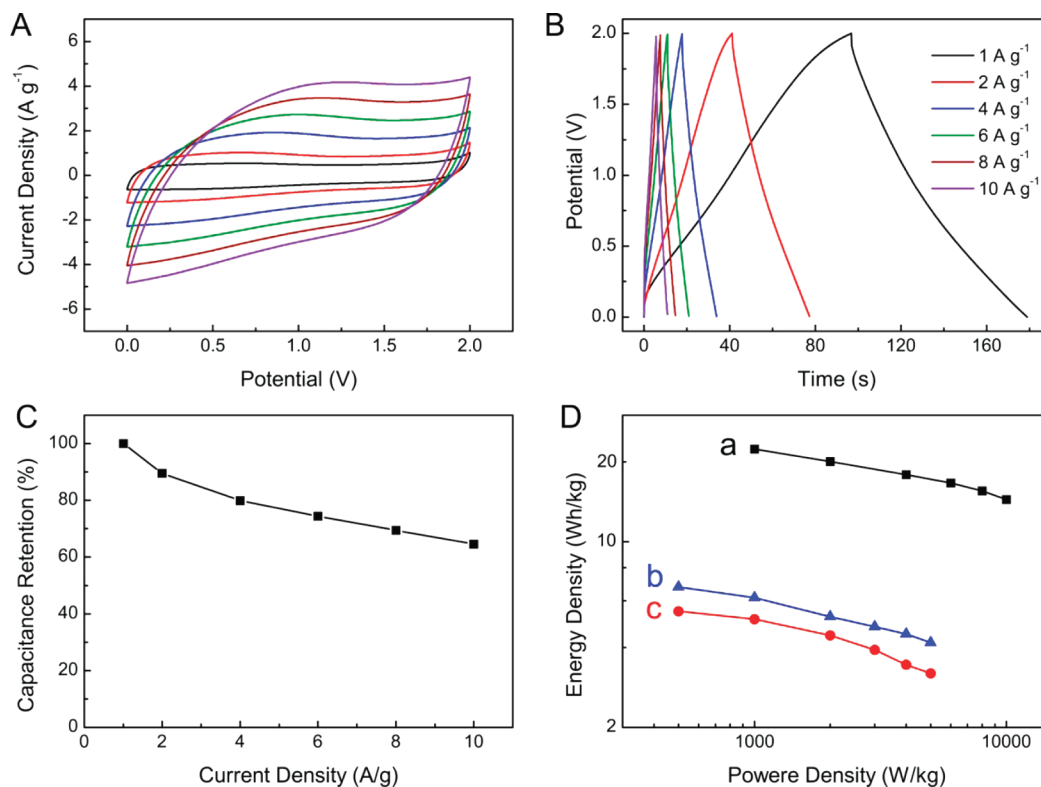 A
Current Density (A g⁻¹)
6
4
2
0
-2
-4
-6
0.0 0.5 1.0 1.5 2.0
Potential (V)
B
Potential (V)
2.0
1.5
1.0
0.5
0.0
0 40 80 120 160
Time (s)
1 A g⁻¹
2 A g⁻¹
4 A g⁻¹
6 A g⁻¹
8 A g⁻¹
10 A g⁻¹
C
Capacitance Retention (%)
100
80
60
40
20
0
0 2 4 6 8 10
Current Density (A/g)
D
Energy Density (Wh/kg)
20
10
2
a
b
c
1000 10000
Powere Density (W/kg)